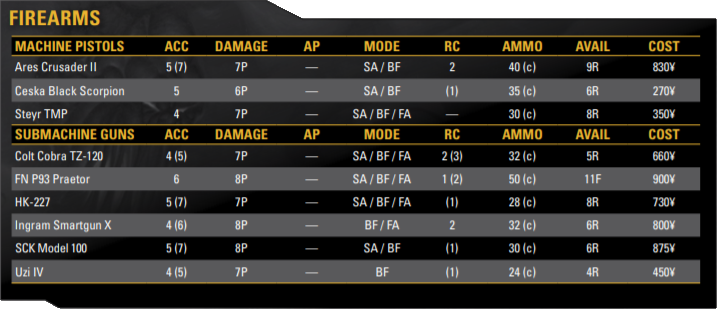 FIREARMS
MACHINE PISTOLS ACC DAMAGE AP MODE RC AMMO AVAIL COST
Ares Crusader II 5 (7) 7P — SA / BF 2 40 (c) 9R 830¥
Ceska Black Scorpion 5 6P — SA / BF (1) 35 (c) 6R 270¥
Steyr TMP 4 7P — SA / BF / FA — 30 (c) 8R 350¥
SUBMACHINE GUNS ACC DAMAGE AP MODE RC AMMO AVAIL COST
Colt Cobra TZ-120 4 (5) 7P — SA / BF / FA 2 (3) 32 (c) 5R 660¥
FN P93 Praetor 6 8P — SA / BF / FA 1 (2) 50 (c) 11F 900¥
HK-227 5 (7) 7P — SA / BF / FA (1) 28 (c) 8R 730¥
Ingram Smartgun X 4 (6) 8P — BF / FA 2 32 (c) 6R 800¥
SCK Model 100 5 (7) 8P — SA / BF (1) 30 (c) 6R 875¥
Uzi IV 4 (5) 7P — BF (1) 24 (c) 4R 450¥